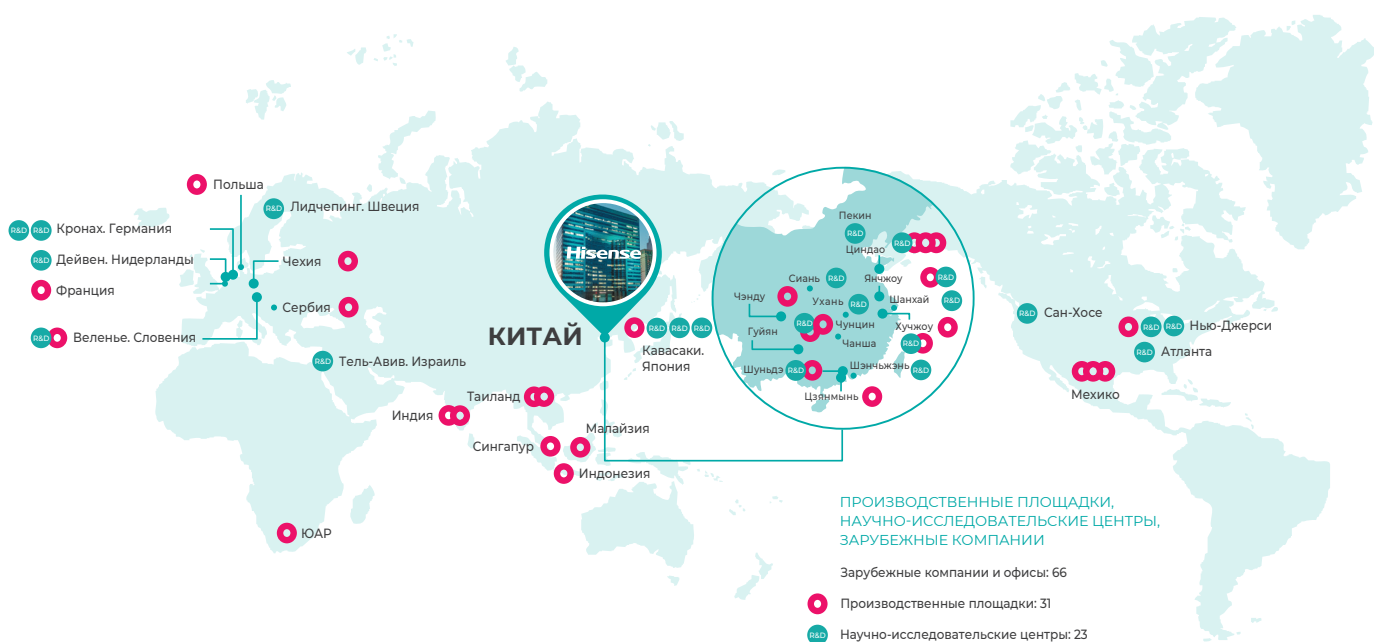 Польша
R&D Лидчепинг. Швеция
R&D R&D Кронах. Германия
R&D Дейвен. Нидерланды
Чехия
Франция
Сербия
R&D Веленье. Словения
R&D Тель-Авив. Израиль
Hisense
КИТАЙ
R&D R&D R&D
Кавасаки.
Япония
Таиланд
Индия
Малайзия
Сингапур
Индонезия
ЮАР
Пекин
R&D
Циндао
R&D
Сиань R&D
Янчжоу
R&D
Чэнду
Ухань R&D
Шанхай
R&D
Гуйян
R&D
Чунцин
Хучжоу
Чанша
R&D
Шуньдэ R&D
Шэнчьжэнь R&D
Цзянмынь
R&D Сан-Хосе
R&D R&D Нью-Джерси
R&D Атланта
Мехико
ПРОИЗВОДСТВЕННЫЕ ПЛОЩАДКИ,
НАУЧНО-ИССЛЕДОВАТЕЛЬСКИЕ ЦЕНТРЫ,
ЗАРУБЕЖНЫЕ КОМПАНИИ
Зарубежные компании и офисы: 66
Производственные площадки: 31
R&D Научно-исследовательские центры: 23